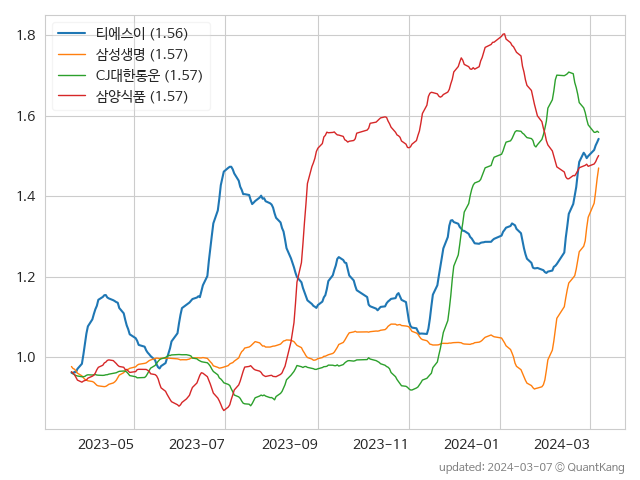 티에스이 (1.56)
삼성생명 (1.57)
CJ대한통운 (1.57)
삼양식품 (1.57)
1.8
1.6
1.4
1.2
1.0
2023-05 2023-07 2023-09 2023-11 2024-01 2024-03
updated: 2024-03-07 © QuantKang